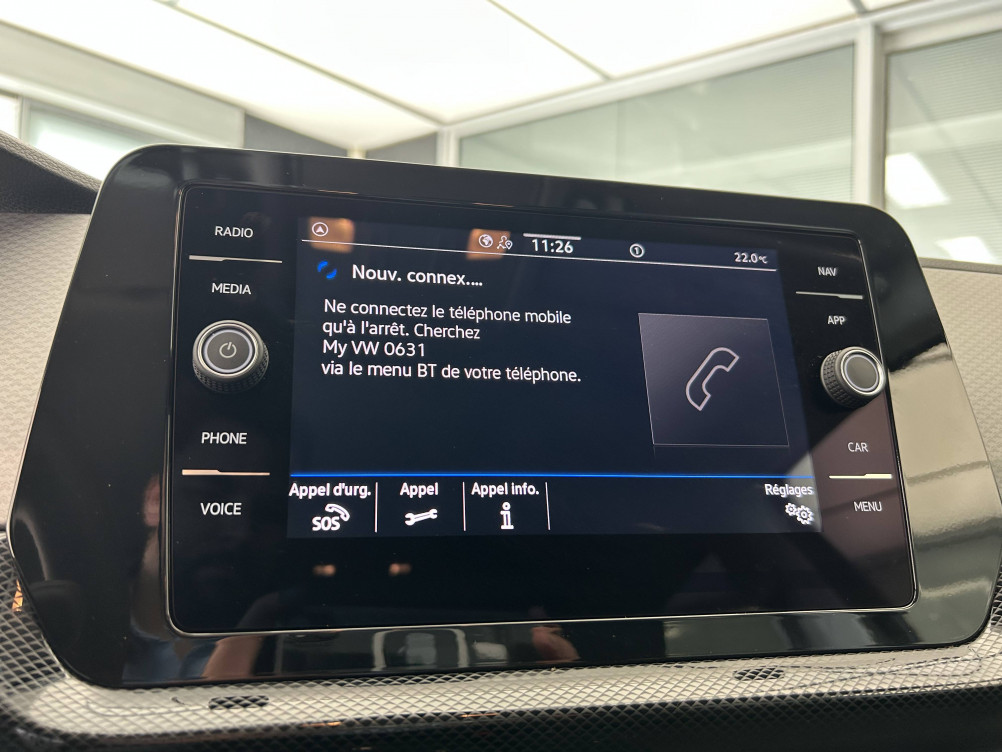 RADIO
MEDIA
PHONE
VOICE
11:26
1
22.0°C
Nouv. connex....
Ne connectez le téléphone mobile
qu'à l'arrêt. Cherchez
My VW 0631
via le menu BT de votre téléphone.
Appel d'urg.
SOS
Appel
Appel info.
i
Réglages
NAV
APP
CAR
MENU